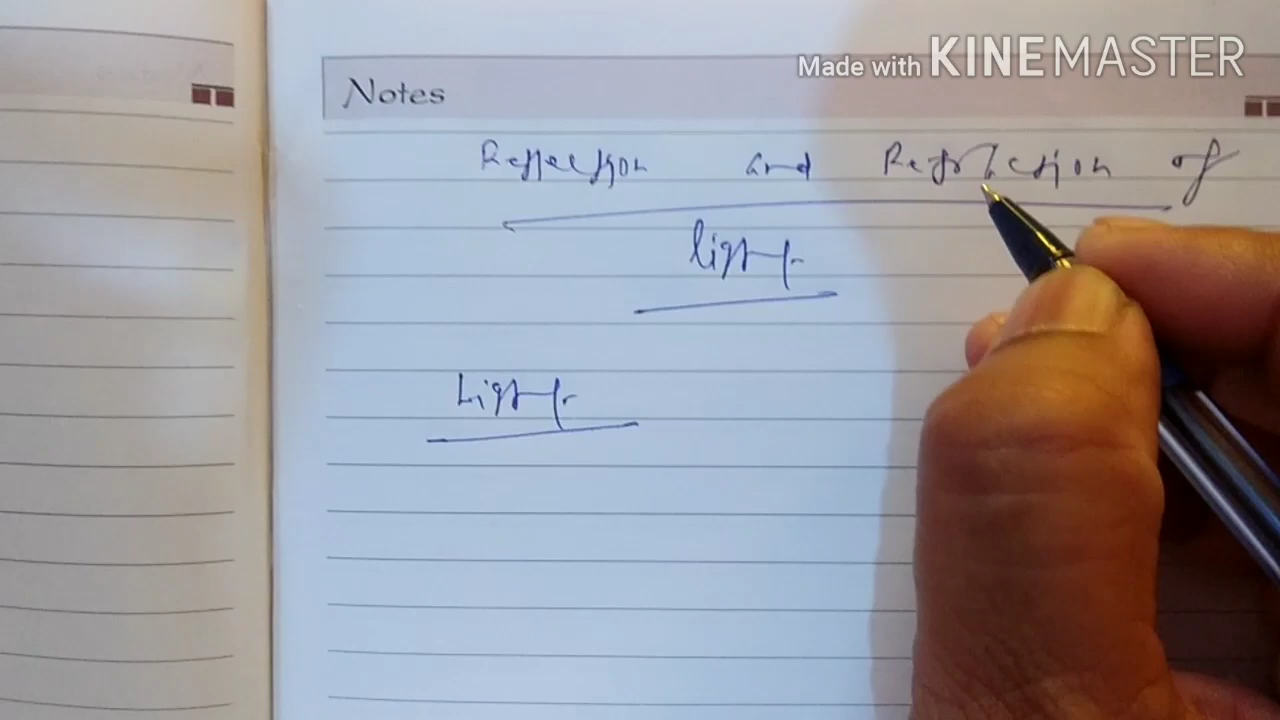 Made with KINEMASTER
Notes
Reflection and Refraction of
light
Light